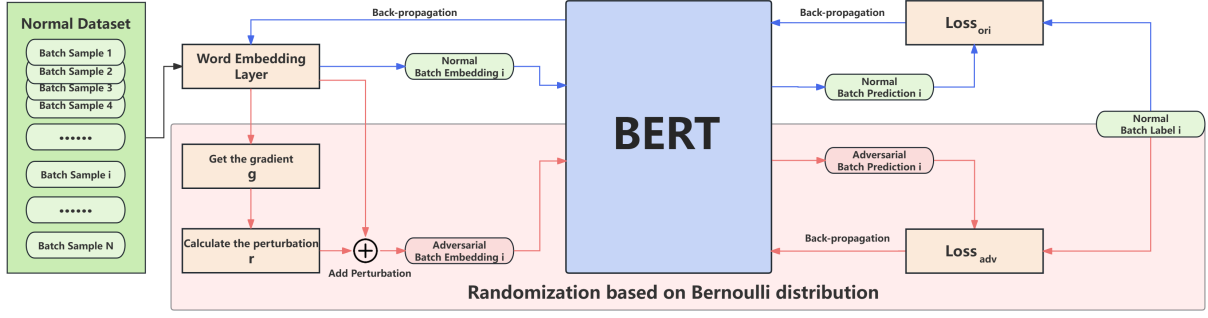 Normal Dataset
Batch Sample 1
Batch Sample 2
Batch Sample 3
Batch Sample 4
••••••
Batch Sample i
••••••
Batch Sample N
Back-propagation
Word Embedding
Layer
Normal
Batch Embedding i
Get the gradient
g
Calculate the perturbation
r
Add Perturbation
Adversarial
Batch Embedding i
BERT
Back-propagation
Loss ori
Normal
Batch Prediction i
Normal
Batch Label i
Adversarial
Batch Prediction i
Back-propagation
Loss adv
Randomization based on Bernoulli distribution